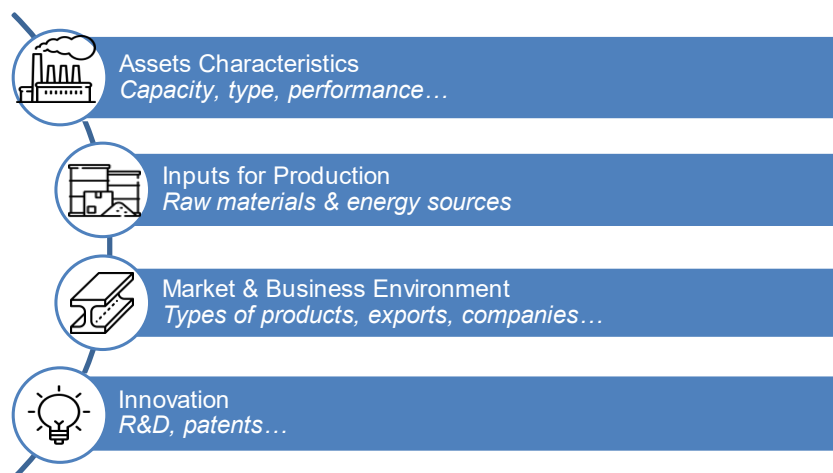 Assets Characteristics
Capacity, type, performance…
Inputs for Production
Raw materials & energy sources
Market & Business Environment
Types of products, exports, companies…
Innovation
R&D, patents…